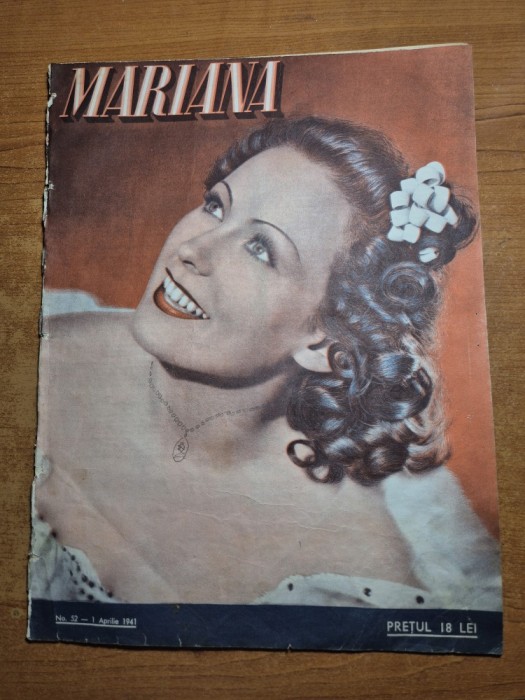 MARIANA
No. 52 — 1 Aprilie 1941
PREȚUL 18 LEI